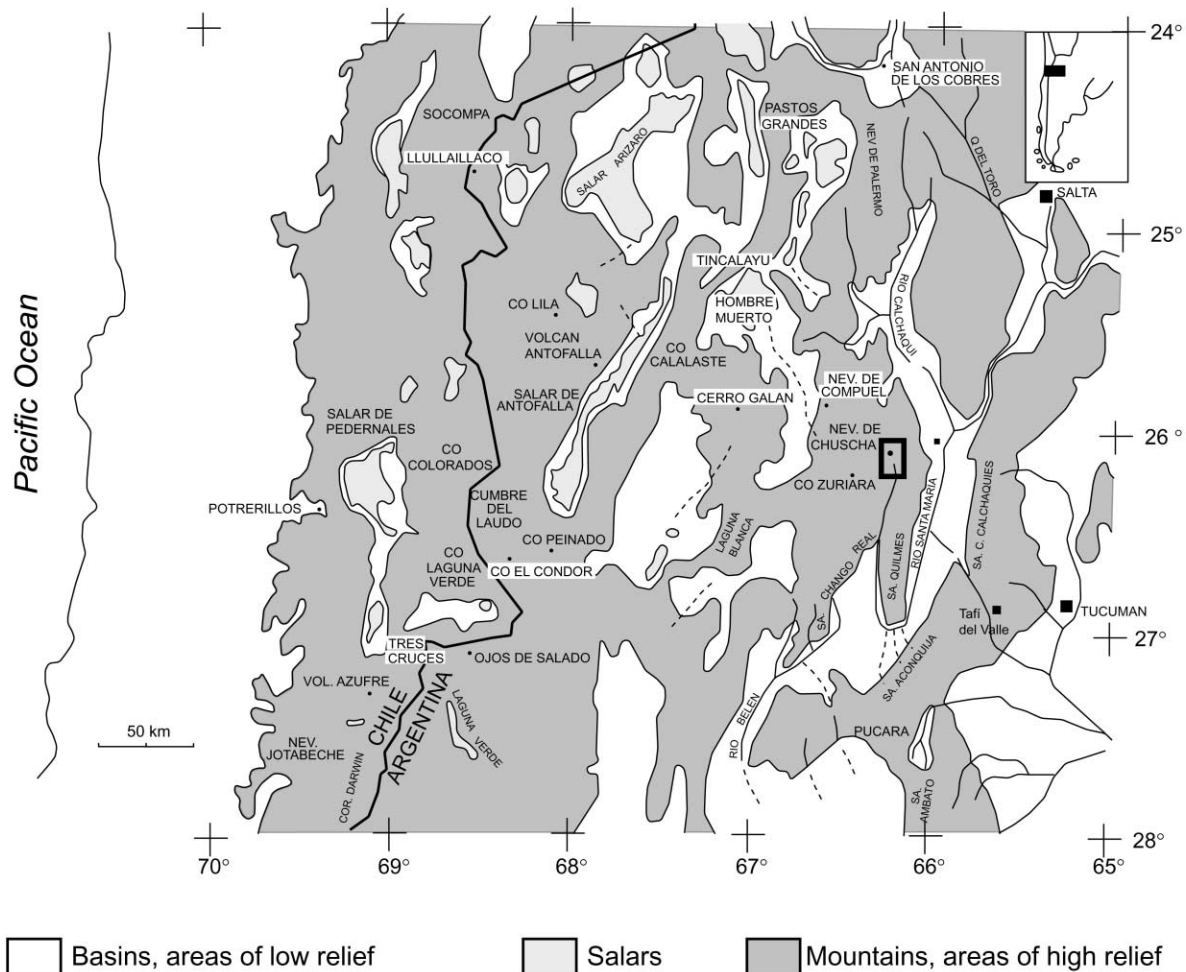 24°
SAN ANTONIO
DE LOS COBRES
SOCOMPA
PASTOS
GRANDES
LLULLAILLACO
SALAR ARIZARO
NEV DE PALERMO
Q DEL TORO
SALTA
25°
TINCALAYU
RIO CALCHAQUI
CO LILA
HOMBRE
MUERTO
VOLCAN
ANTOFALLA
CO
CALALASTE
SALAR DE
ANTOFALLA
CERRO GALAN
NEV. DE
COMPUEL
Pacific Ocean
SALAR DE
PEDERNALES
NEV. DE
CHUSCHA
26°
CO
COLORADOS
CO ZURIARA
POTRERILLOS
CUMBRE
DEL
LAUDO
CO PEINADO
LAGUNA
BLANCA
SA. CHANGO REAL
SA. QUILMES
RIO SANTA MARIA
SA. C. CALCHAQUIES
CO
LAGUNA
VERDE
CO EL CONDOR
Tafí
del Valle
TUCUMAN
27°
TRES
CRUCES
OJOS DE SALADO
SA. ACONQUIJA
VOL. AZUFRE
CHILE
ARGENTINA
LAGUNA
VERDE
RIO BELEN
PUCARA
50 km
NEV.
JOTABECHE
COR. DARWIN
SA.
AMBATO
28°
70°
69°
68°
67°
66°
65°
Basins, areas of low relief
Salars
Mountains, areas of high relief